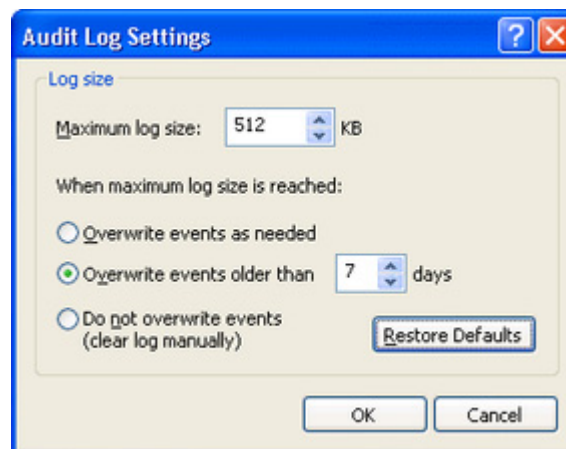 Audit Log Settings
Log size
Maximum log size: 512 KB
When maximum log size is reached:
Overwrite events as needed
Overwrite events older than 7 days
Do not overwrite events
(clear log manually)
Restore Defaults
OK Cancel